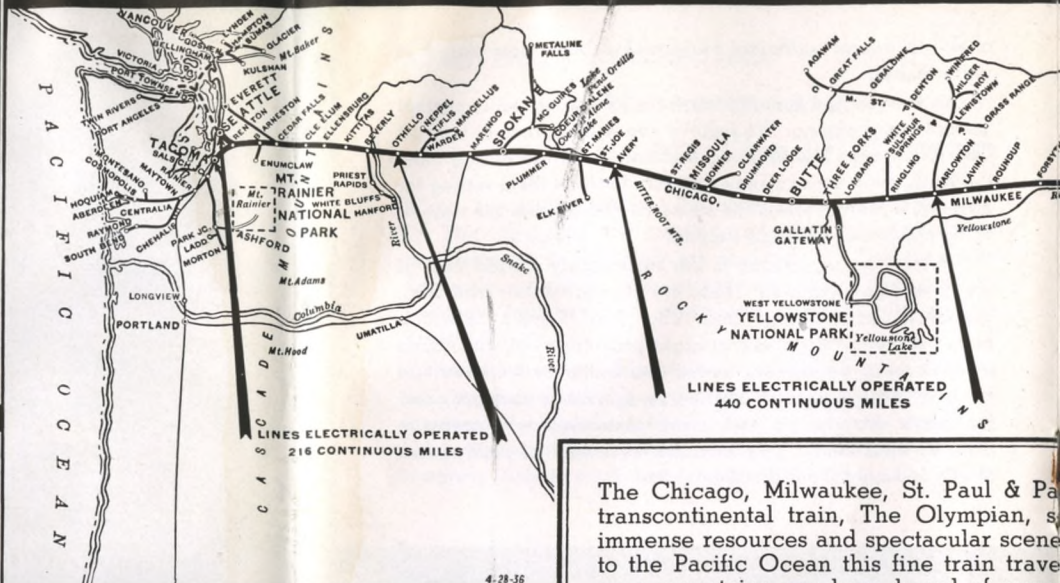 VANCOUVER
LYNDEN
HAMPTON
SUMAS
GOSHEN
BELLINGHAM
GLACIER
Mt. Baker
KULSHAN
VICTORIA
PORT TOWNSEND
TWIN RIVERS
PORT ANGELES
EVERETT
SEATTLE
RENTON
CEDAR FALLS
CLE ELUM
ELLENSBURG
KITTITAS
BEVERLY
OTHELLO
NEPPEL
TIFLIS
WARDEN
MARCELLUS
MARENGO
SPOKANE
METALINE
FALLS
Lake
Pend Oreille
COEUR D'ALENE
Coeur d'Alene
Lake
ST. MARIES
ST. JOE
AVERY
PLUMMER
ELK RIVER
ST. REGIS
MISSOULA
BONNER
CLEARWATER
DRUMMOND
DEER LODGE
BUTTE
THREE FORKS
LOMBARD
WHITE
SULPHUR
SPRINGS
RINGLING
HARLOWTON
LAVINA
ROUNDUP
AGAWAM
GREAT FALLS
GERALDINE
DENTON
WINIFRED
HILGER
ROY
LEWISTOWN
GRASS RANGE
C. M. ST. P. & P.
CHICAGO,
MILWAUKEE
TACOMA
SALSICH
RAINIER
MAYTOWN
MONTESANO
COSMOPOLIS
HOQUIAM
ABERDEEN
RAYMOND
SOUTH BEND
CENTRALIA
CHEHALIS
PARK JC.
LADD
MORTON
ENUMCLAW
Mt.
Rainier
MT.
RAINIER
NATIONAL
PARK
ASHFORD
PRIEST
RAPIDS
WHITE BLUFFS
HANFORD
River
Mt. Adams
Columbia
Mt. Hood
UMATILLA
Snake
River
LONGVIEW
PORTLAND
PACIFIC OCEAN
CASCADE MOUNTAINS
BITTER ROOT MTS.
ROCKY MOUNTAINS
GALLATIN
GATEWAY
WEST YELLOWSTONE
YELLOWSTONE
NATIONAL PARK
Yellowstone
Lake
Yellowstone
LINES ELECTRICALLY OPERATED
440 CONTINUOUS MILES
LINES ELECTRICALLY OPERATED
216 CONTINUOUS MILES
4-28-36
The Chicago, Milwaukee, St. Paul & Pa
transcontinental train, The Olympian, s
immense resources and spectacular scene
to the Pacific Ocean this fine train trave